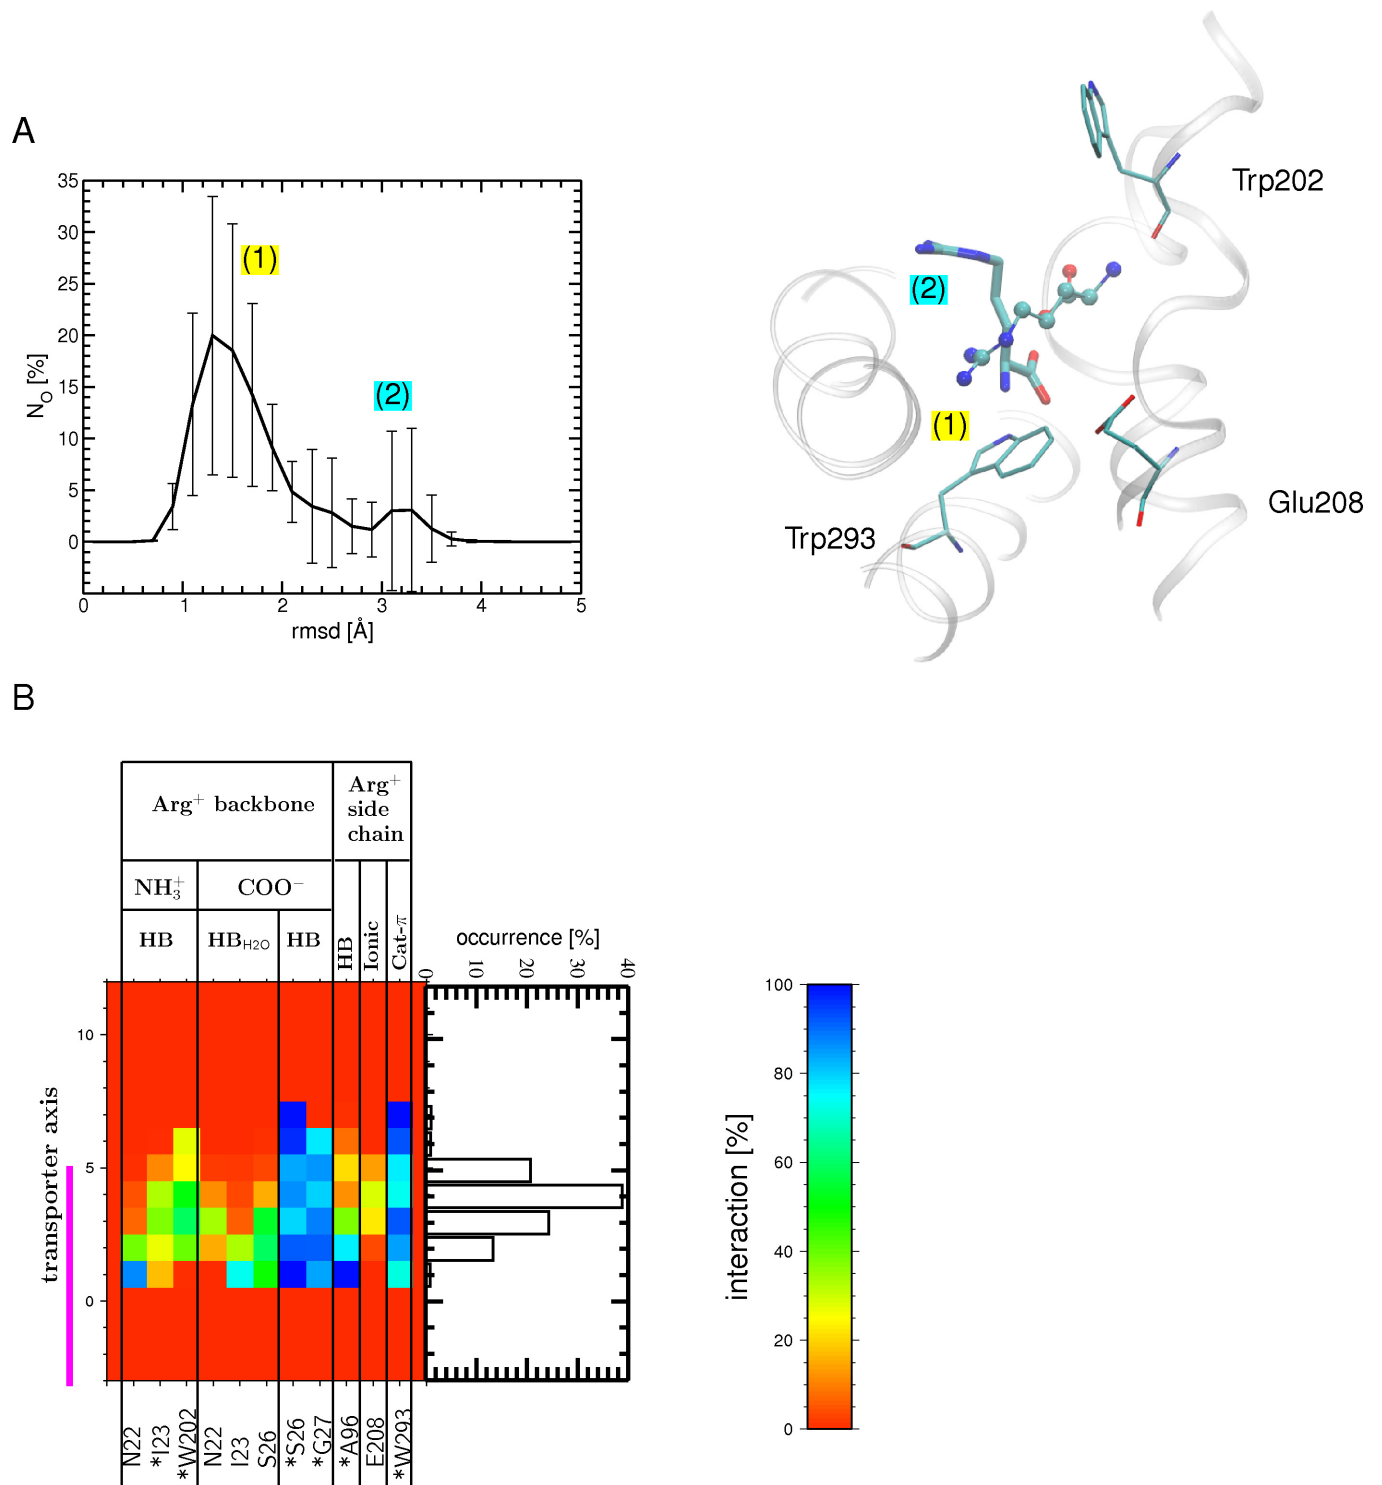 A
35
30
25
20
15
10
5
0
N_O [%]
0 1 2 3 4 5
rmsd [Å]
(1)
(2)
Trp202
(2)
(1)
Glu208
Trp293
B
Arg⁺ backbone
Arg⁺
side
chain
NH₃⁺
COO⁻
HB
HB_H2O
HB
HB
Ionic
Cat-π
occurrence [%]
0 10 20 30 40
10
5
0
transporter axis
N22
*I23
*W202
N22
I23
S26
*S26
*G27
*A96
E208
*W293
100
80
60
40
20
0
interaction [%]